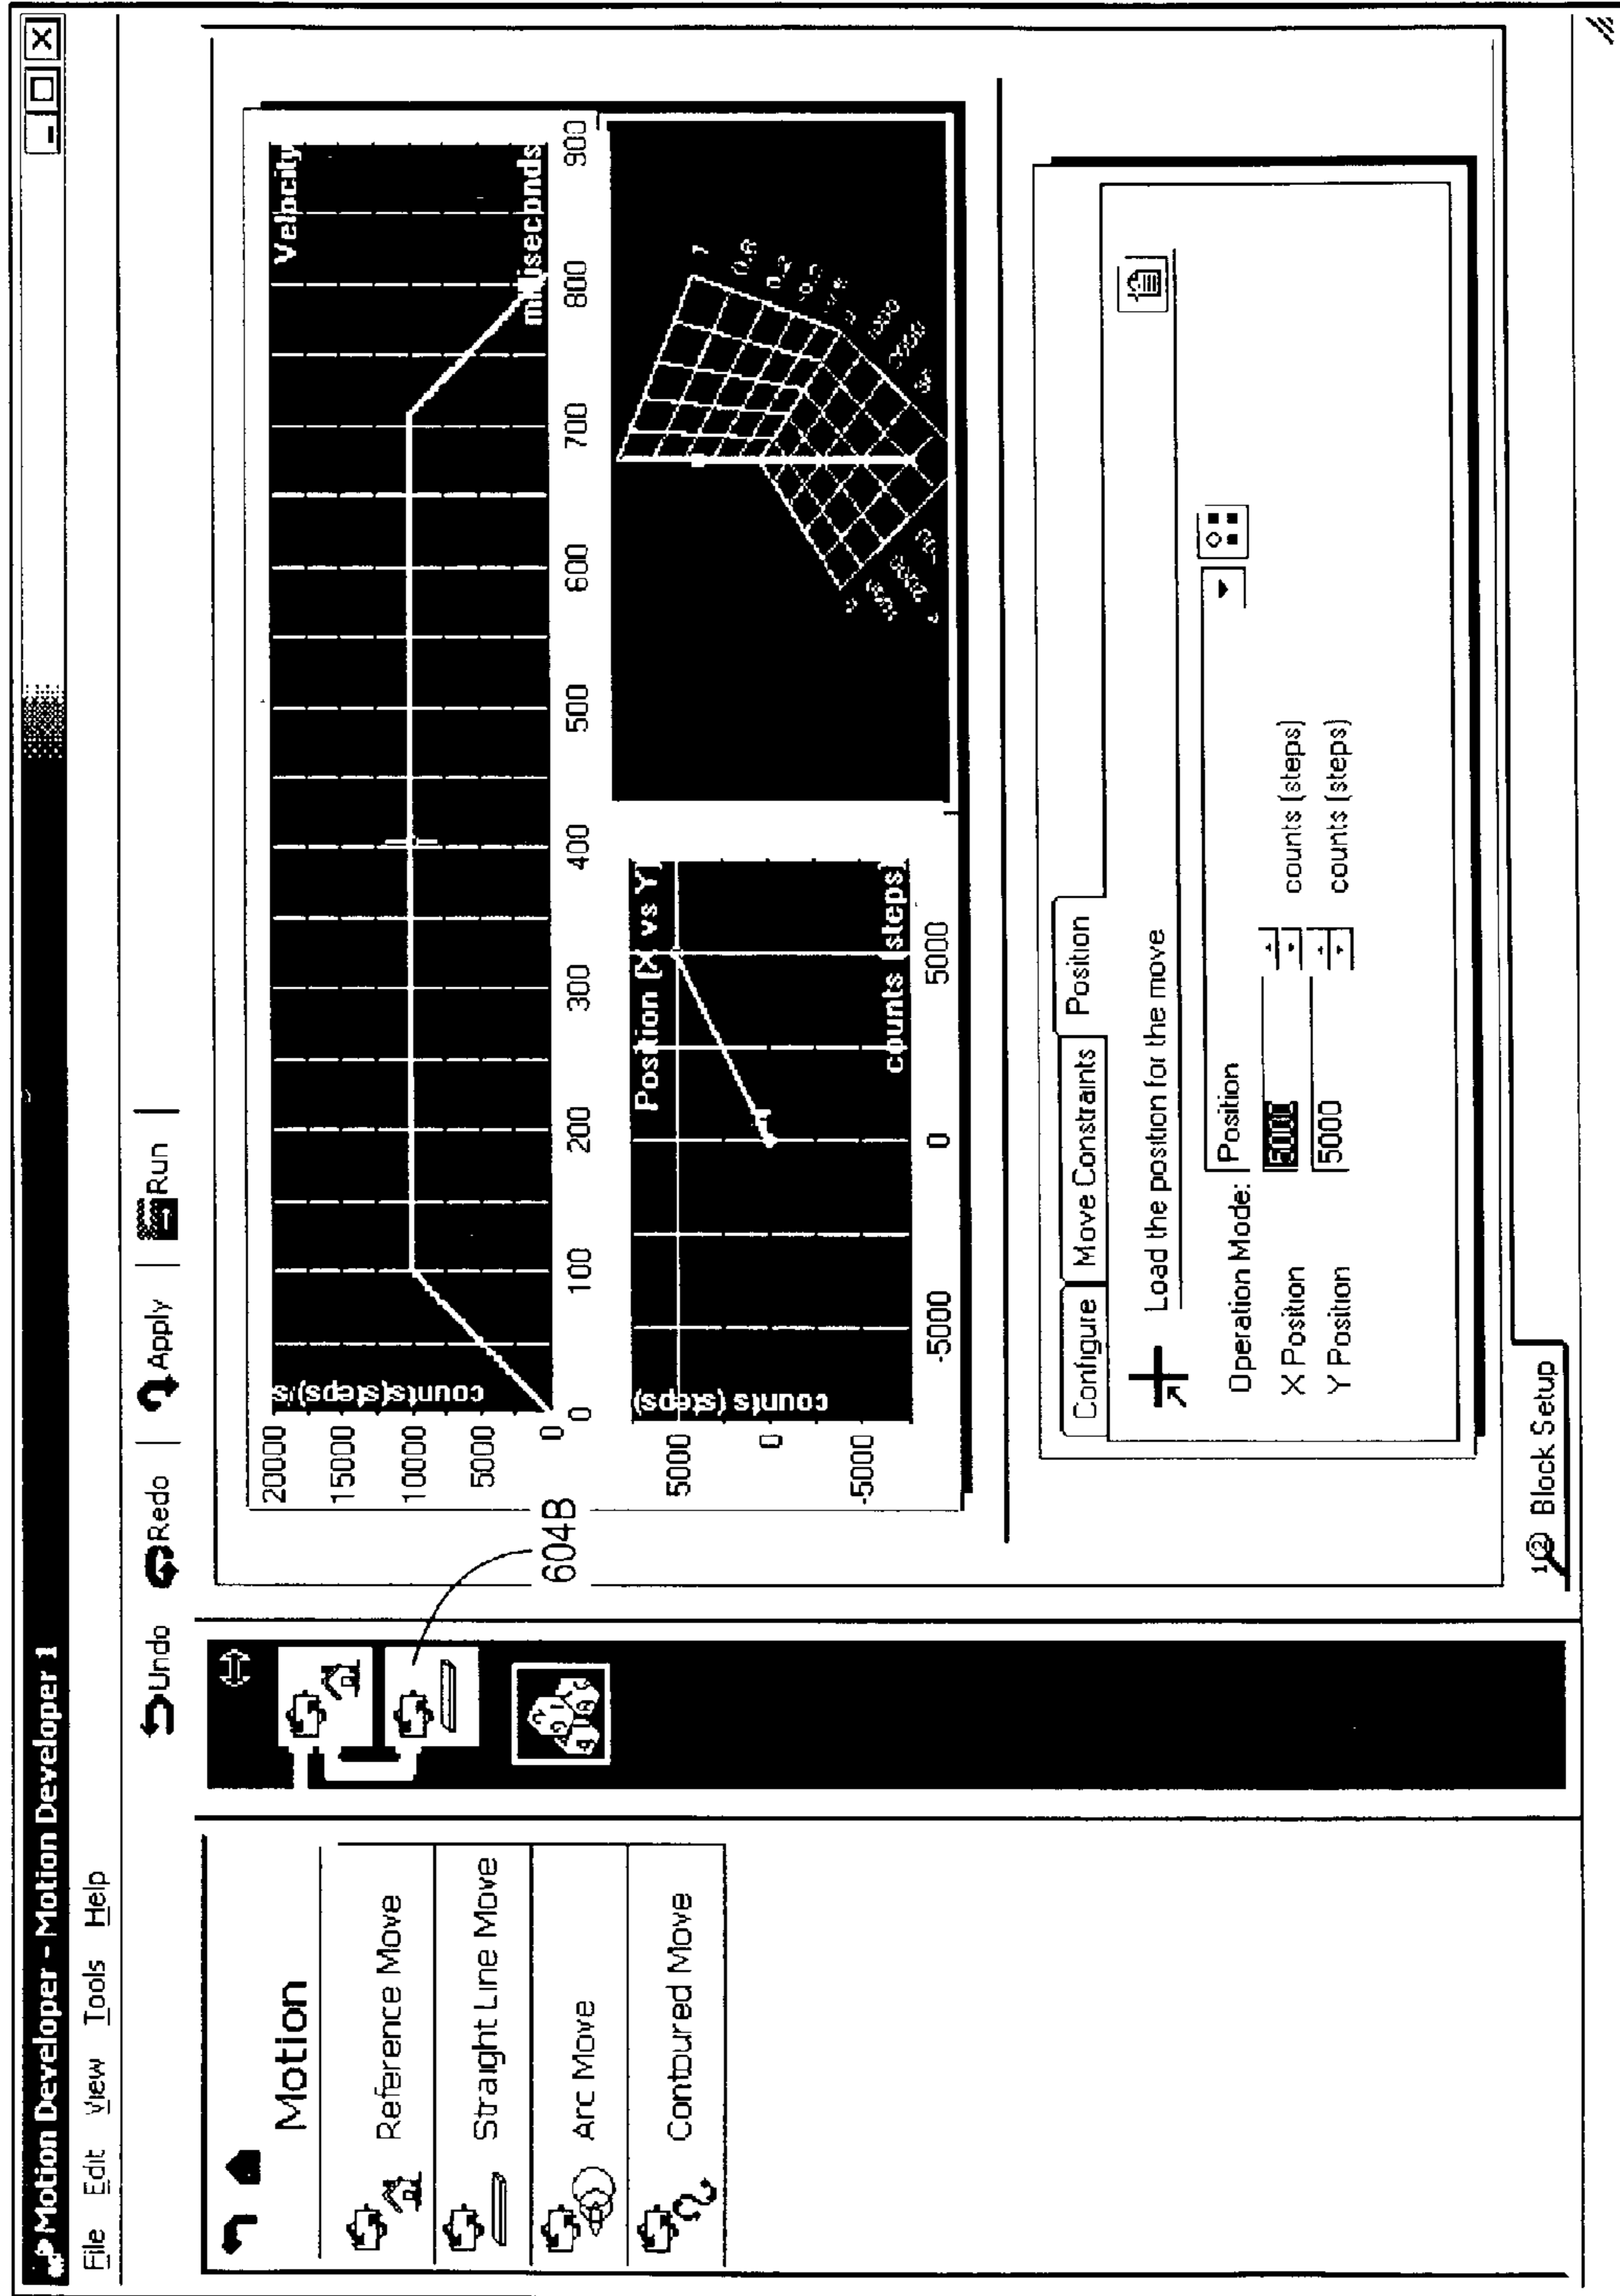 Motion Developer - Motion Developer 1
File Edit View Tools Help
Undo Redo Apply Run
Motion
Reference Move
Straight Line Move
Arc Move
Contoured Move
604B
Velocity
counts(steps)/s
20000
15000
10000
5000
0
0 100 200 300 400 500 600 700 800 900
milliseconds
Position (X vs Y)
counts (steps)
5000
0
-5000
-5000 0 5000
counts (steps)
Configure Move Constraints Position
Load the position for the move
Operation Mode: Position
X Position 5000 counts (steps)
Y Position 5000 counts (steps)
Block Setup